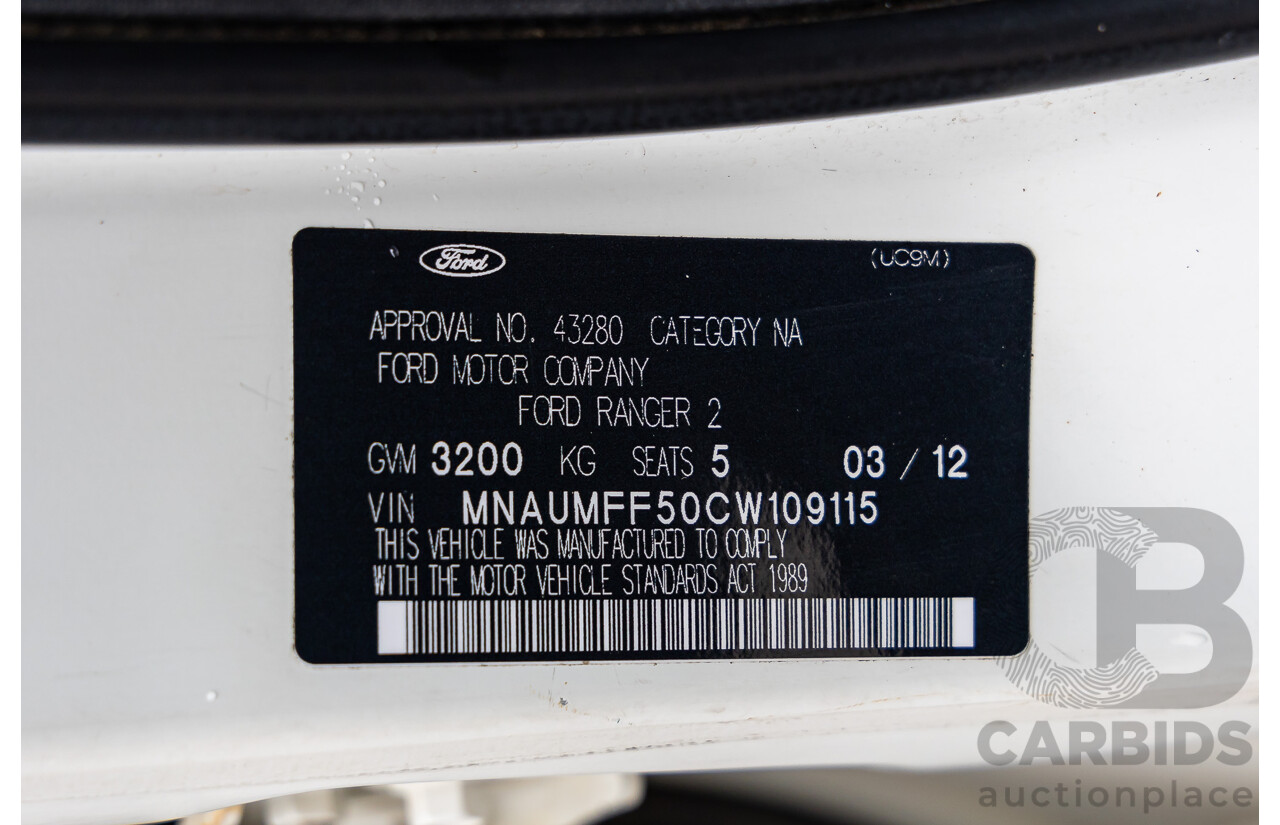 Ford (UC9M)
APPROVAL NO. 43280 CATEGORY NA
FORD MOTOR COMPANY
FORD RANGER 2
GVM 3200 KG SEATS 5 03 / 12
VIN MNAUMFF50CW109115
THIS VEHICLE WAS MANUFACTURED TO COMPLY
WITH THE MOTOR VEHICLE STANDARDS ACT 1989
CB
CARBIDS
auctionplace